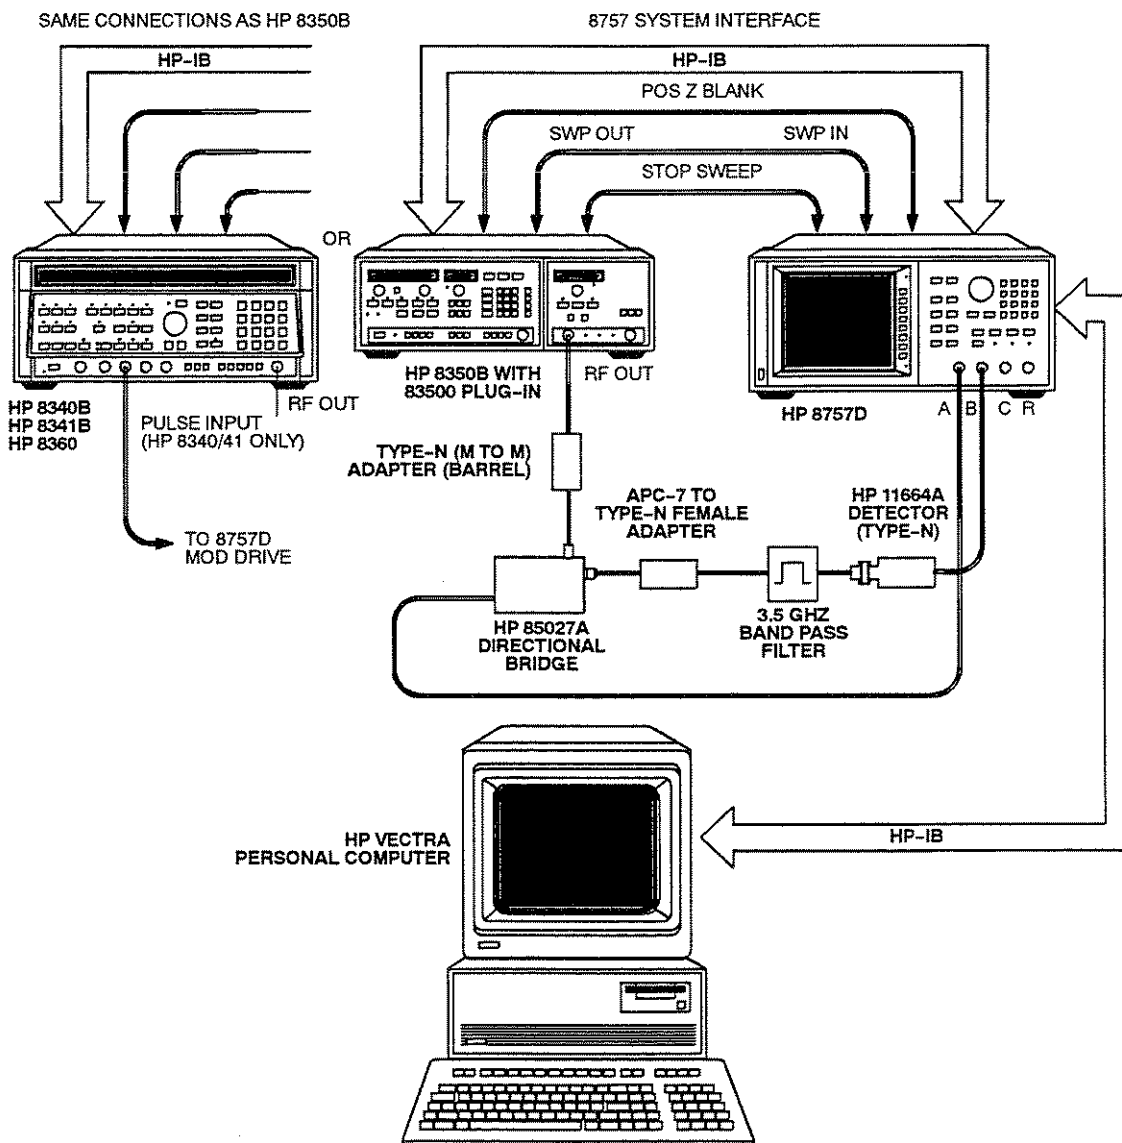 SAME CONNECTIONS AS HP 8350B
8757 SYSTEM INTERFACE
HP-IB
HP-IB
POS Z BLANK
SWP OUT
SWP IN
STOP SWEEP
OR
HP 8340B
HP 8341B
HP 8360
RF OUT
PULSE INPUT
(HP 8340/41 ONLY)
TO 8757D
MOD DRIVE
HP 8350B WITH
83500 PLUG-IN
RF OUT
HP 8757D
A
B
C
R
TYPE-N (M TO M)
ADAPTER (BARREL)
APC-7 TO
TYPE-N FEMALE
ADAPTER
HP 11664A
DETECTOR
(TYPE-N)
HP 85027A
DIRECTIONAL
BRIDGE
3.5 GHZ
BAND PASS
FILTER
HP VECTRA
PERSONAL COMPUTER
HP-IB